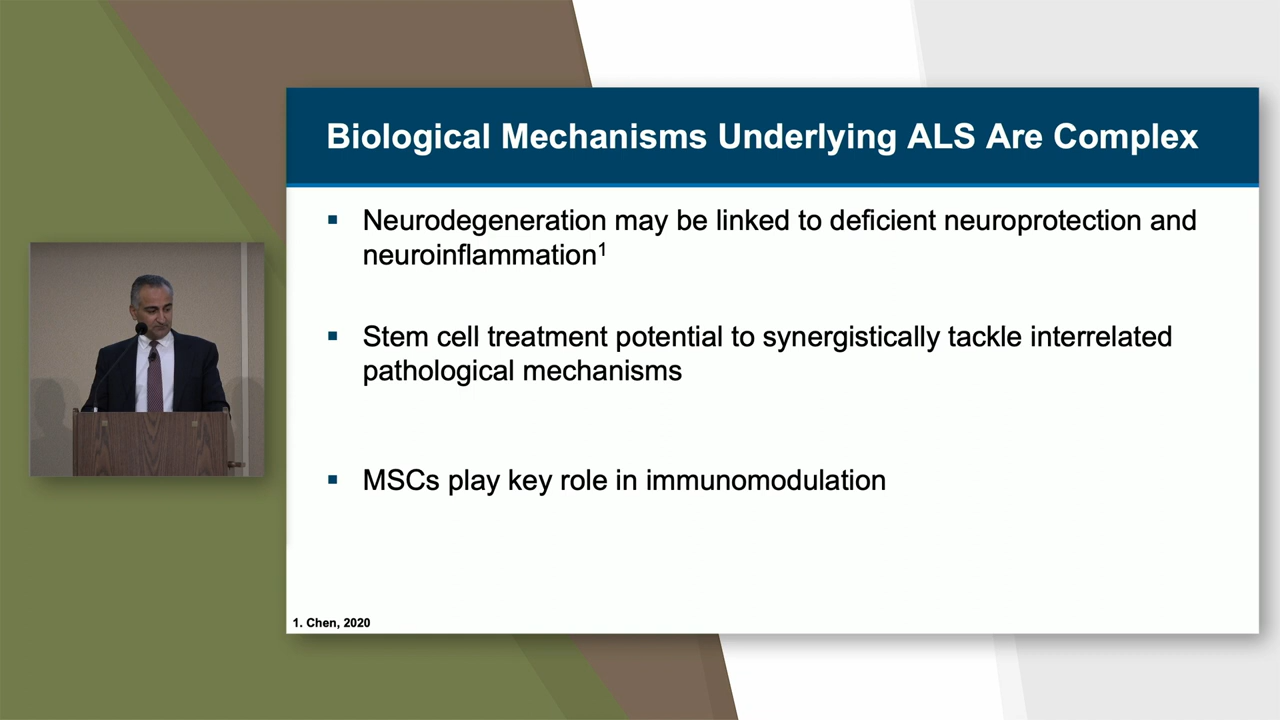 Biological Mechanisms Underlying ALS Are Complex
▪ Neurodegeneration may be linked to deficient neuroprotection and
neuroinflammation¹
▪ Stem cell treatment potential to synergistically tackle interrelated
pathological mechanisms
▪ MSCs play key role in immunomodulation
1. Chen, 2020